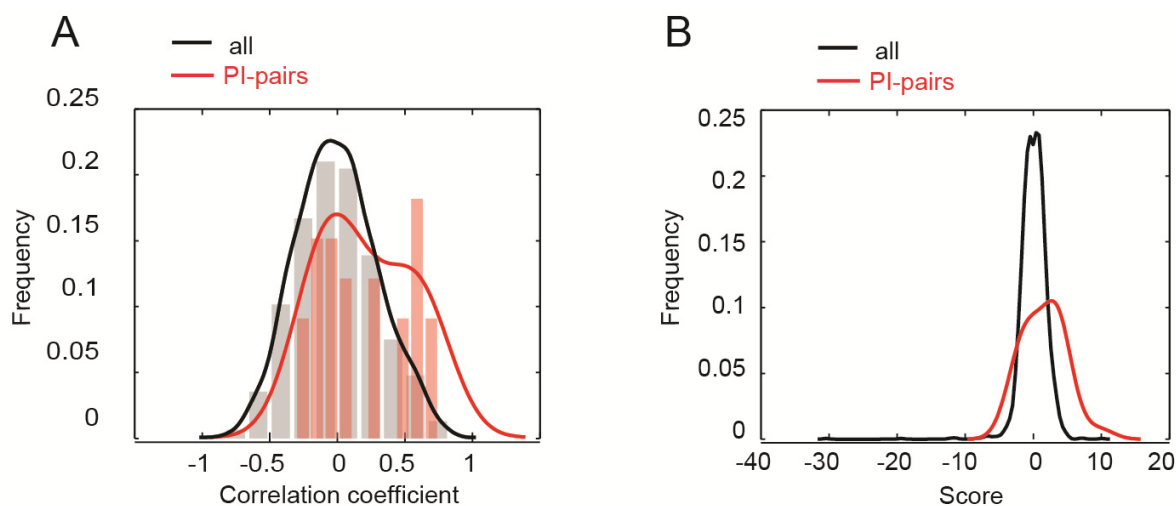 A
all
PI-pairs
0.25
0.2
0.15
0.1
0.05
0
Frequency
-1 -0.5 0 0.5 1
Correlation coefficient
B
all
PI-pairs
0.25
0.2
0.15
0.1
0.05
0
Frequency
-40 -30 -20 -10 0 10 20
Score